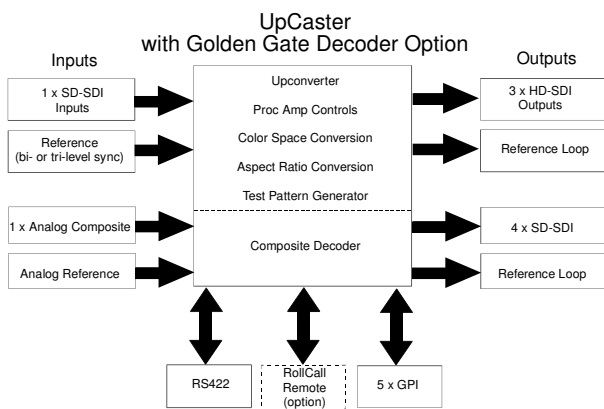 UpCaster
with Golden Gate Decoder Option
Inputs
Outputs
1 x SD-SDI
Inputs
Reference
(bi- or tri-level sync)
1 x Analog Composite
Analog Reference
Upconverter
Proc Amp Controls
Color Space Conversion
Aspect Ratio Conversion
Test Pattern Generator
Composite Decoder
3 x HD-SDI
Outputs
Reference Loop
4 x SD-SDI
Reference Loop
RS422
RollCall
Remote
(option)
5 x GPI